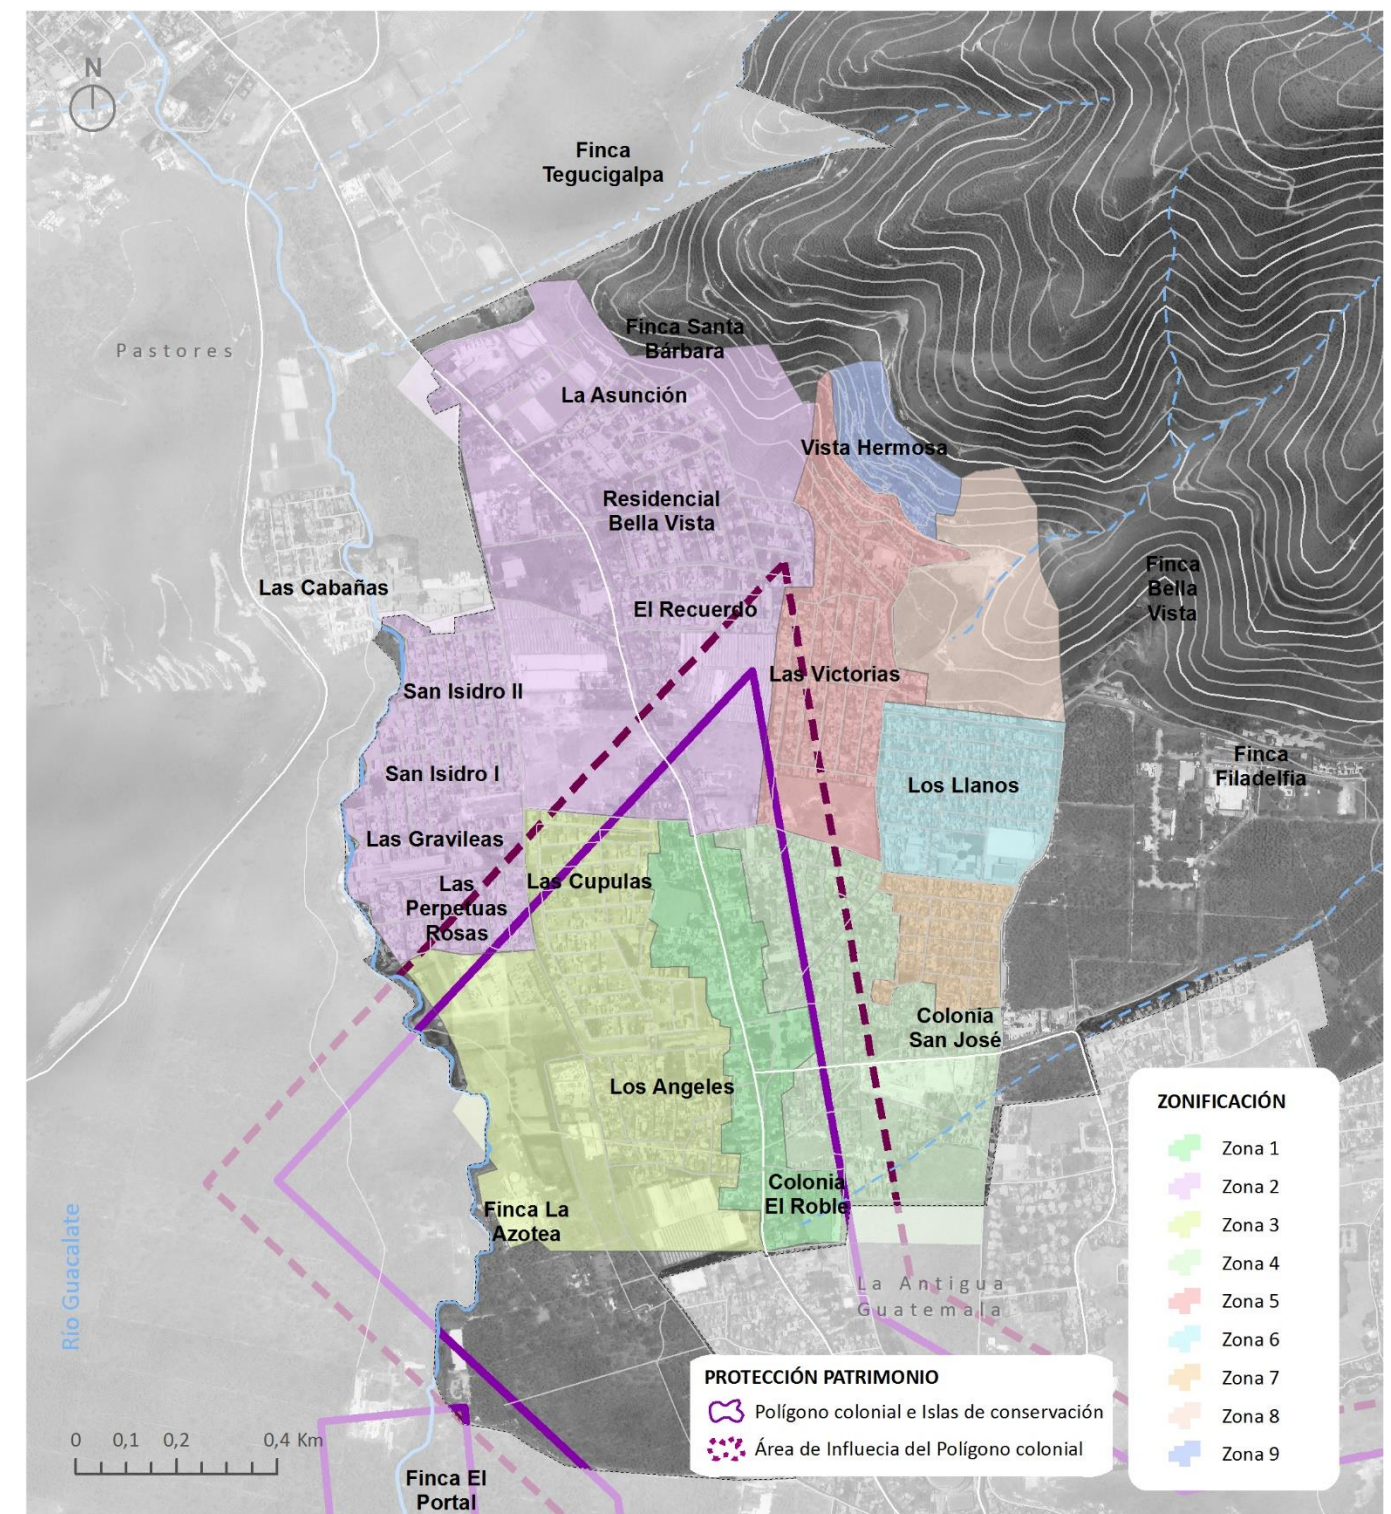 N
Finca
Tegucigalpa
Pastores
Finca Santa
Bárbara
La Asunción
Vista Hermosa
Residencial
Bella Vista
Las Cabañas
El Recuerdo
Finca
Bella
Vista
San Isidro II
Las Victorias
San Isidro I
Los Llanos
Finca
Filadelfia
Las Gravileas
Las Cupulas
Las
Perpetuas
Rosas
Colonia
San José
Los Angeles
Colonia
El Roble
Finca La
Azotea
Río Guacalate
La Antigua
Guatemala
ZONIFICACIÓN
Zona 1
Zona 2
Zona 3
Zona 4
Zona 5
Zona 6
Zona 7
Zona 8
Zona 9
PROTECCIÓN PATRIMONIO
Polígono colonial e Islas de conservación
Área de Influecia del Polígono colonial
0 0,1 0,2 0,4 Km
Finca El
Portal